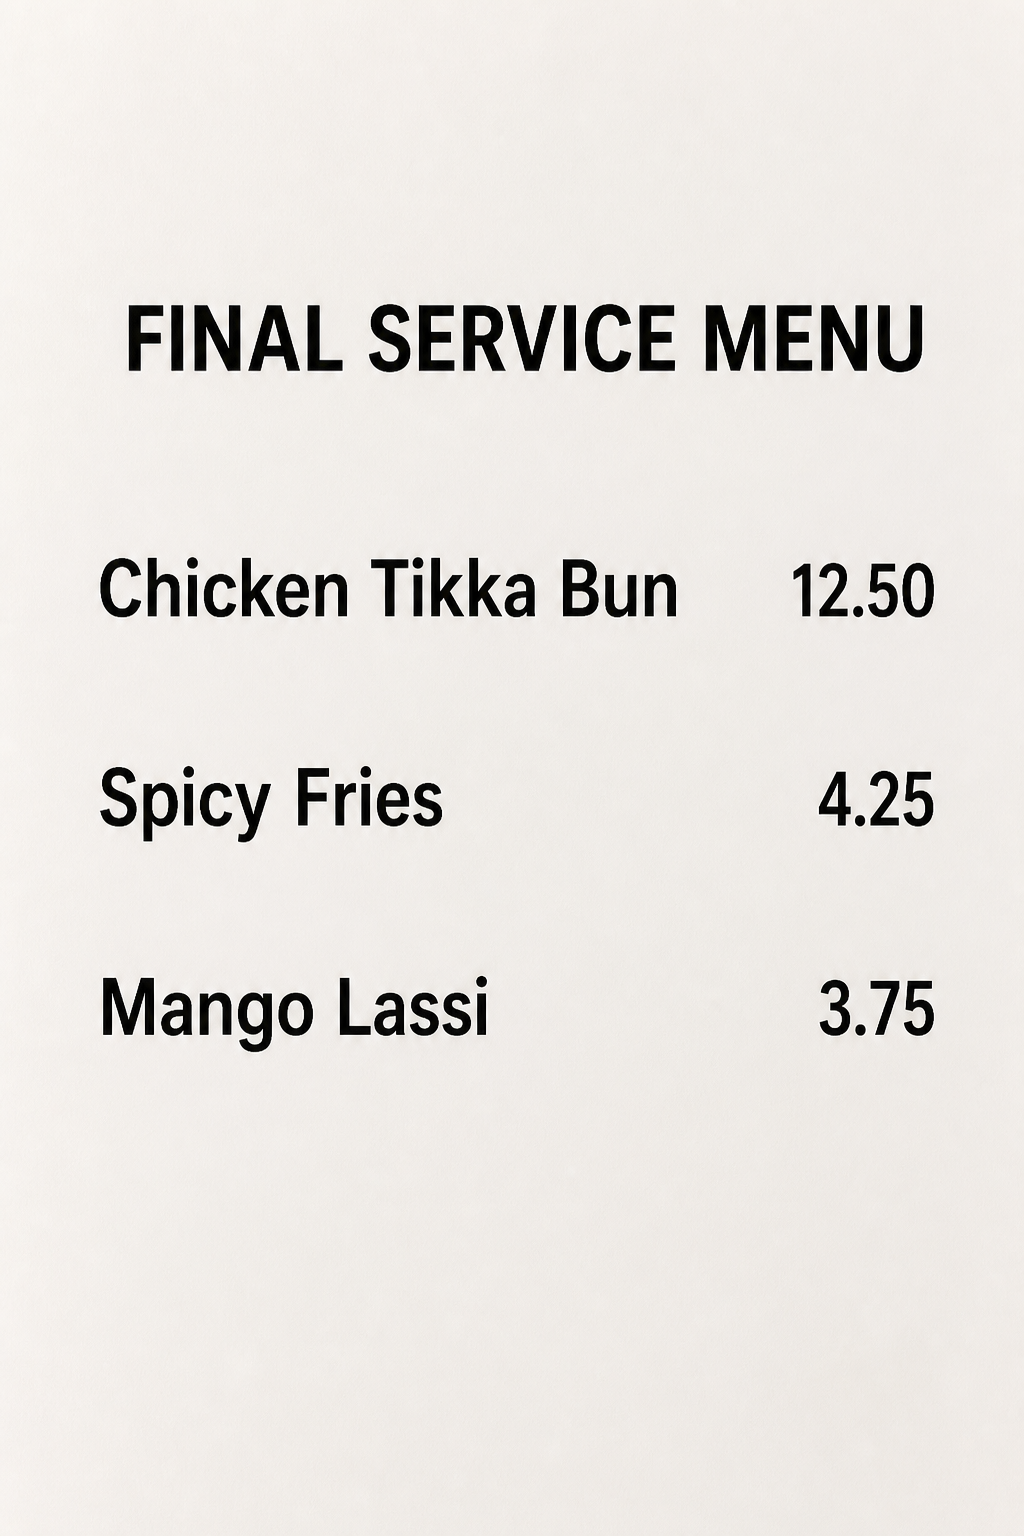 FINAL SERVICE MENU
Chicken Tikka Bun 12.50
Spicy Fries 4.25
Mango Lassi 3.75